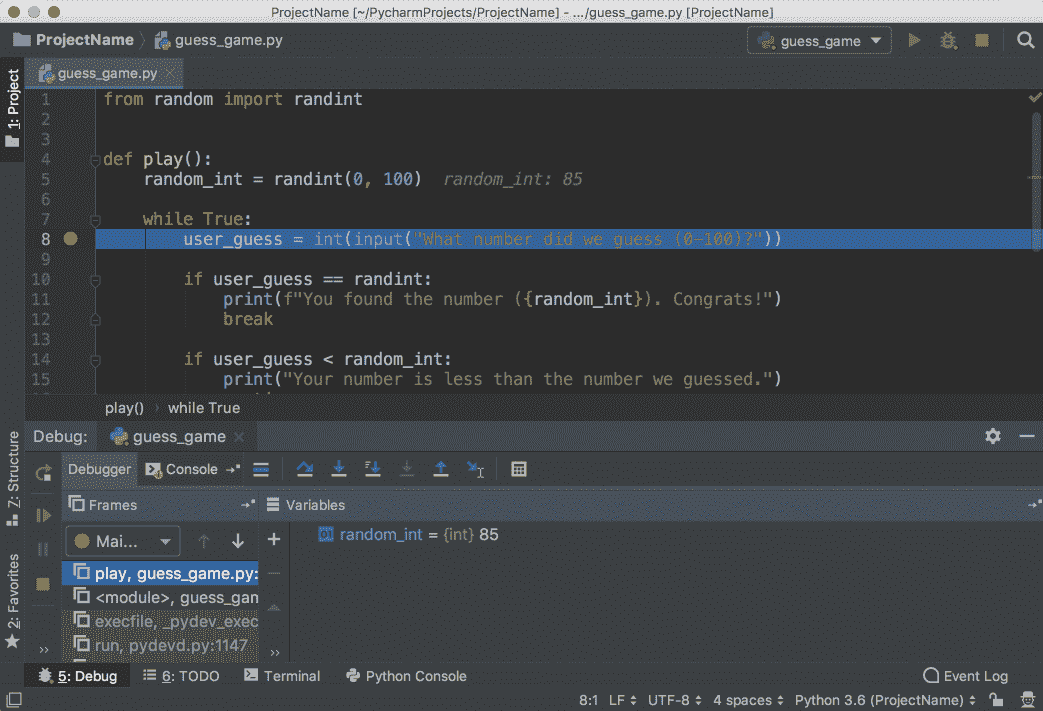 ProjectName [~/PycharmProjects/ProjectName] - .../guess_game.py [ProjectName]
ProjectName guess_game.py guess_game
guess_game.py
1: Project
1 from random import randint
2
3
4 def play():
5 random_int = randint(0, 100) random_int: 85
6
7 while True:
8 user_guess = int(input("What number did we guess (0-100)?"))
9
10 if user_guess == randint:
11 print(f"You found the number ({random_int}). Congrats!")
12 break
13
14 if user_guess < random_int:
15 print("Your number is less than the number we guessed.")
play() while True
Debug: guess_game
Debugger Console
Frames Variables
Mai...
random_int = {int} 85
play, guess_game.py:
<module>, guess_gam
execfile, _pydev_exec
run, pydevd.py:1147
7: Structure
2: Favorites
5: Debug 6: TODO Terminal Python Console Event Log
8:1 LF UTF-8 4 spaces Python 3.6 (ProjectName)